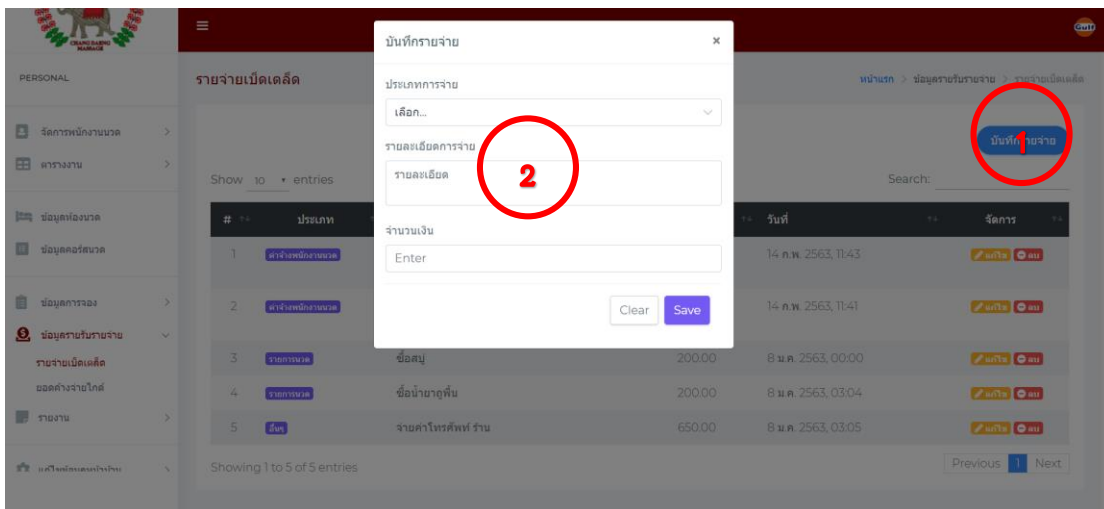 CHANG DAENG
MASSAGE
Gulf
PERSONAL
รายจ่ายเบ็ดเตล็ด
หน้าแรก > ข้อมูลรายรับรายจ่าย > รายจ่ายเบ็ดเตล็ด
บันทึกรายจ่าย ×
ประเภทการจ่าย
เลือก...
รายละเอียดการจ่าย
รายละเอียด
จำนวนเงิน
Enter
Clear Save
1
2
บันทึกรายจ่าย
จัดการพนักงานนวด
ตารางงาน
ข้อมูลห้องนวด
ข้อมูลคอร์สนวด
ข้อมูลการจอง
ข้อมูลรายรับรายจ่าย
รายจ่ายเบ็ดเตล็ด
ยอดค้างจ่ายไกด์
รายงาน
Show 10 entries
Search:
# ประเภท วันที่ จัดการ
1 ค่าจ้างพนักงานนวด 14 ก.พ. 2563, 11:43 แก้ไข ลบ
2 ค่าจ้างพนักงานนวด 14 ก.พ. 2563, 11:41 แก้ไข ลบ
3 รายการนวด ซื้อสบู่ 200.00 8 ม.ค. 2563, 00:00 แก้ไข ลบ
4 รายการนวด ซื้อน้ำยาถูพื้น 200.00 8 ม.ค. 2563, 03:04 แก้ไข ลบ
5 อื่นๆ จ่ายค่าโทรศัพท์ ร้าน 650.00 8 ม.ค. 2563, 03:05 แก้ไข ลบ
Showing 1 to 5 of 5 entries
Previous 1 Next